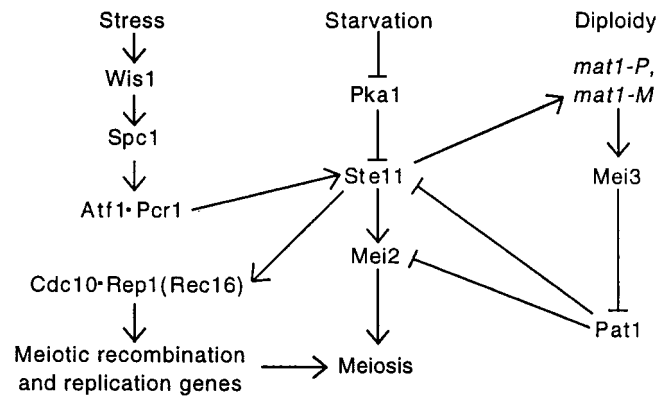 Stress
Starvation
Diploidy
Wis1
Pka1
mat1-P,
mat1-M
Spc1
Ste11
Mei3
Atf1·Pcr1
Mei2
Cdc10·Rep1(Rec16)
Pat1
Meiotic recombination
and replication genes
Meiosis